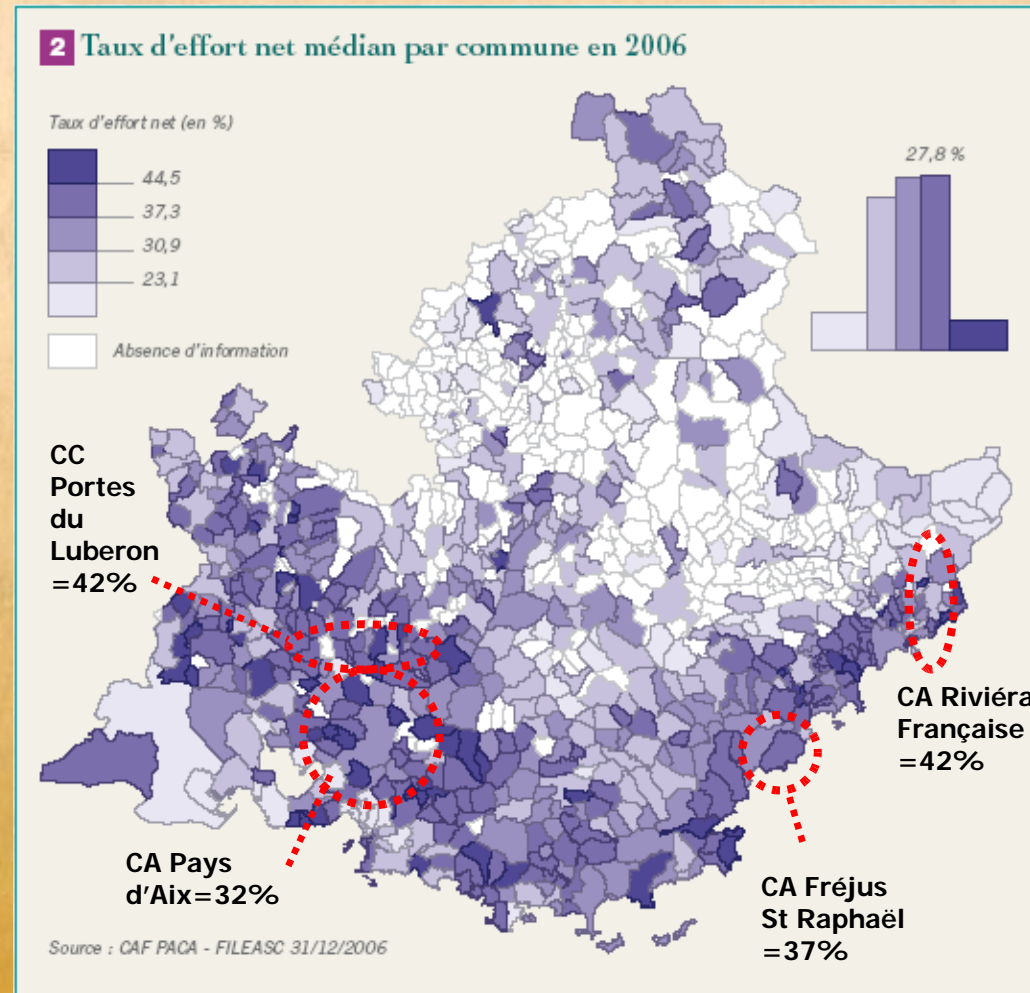 2 Taux d'effort net médian par commune en 2006
Taux d'effort net (en %)
44,5
37,3
30,9
23,1
Absence d'information
27,8 %
CC
Portes
du
Luberon
=42%
CA Riviéra
Française
=42%
CA Pays
d'Aix=32%
CA Fréjus
St Raphaël
=37%
Source : CAF PACA - FILEASC 31/12/2006